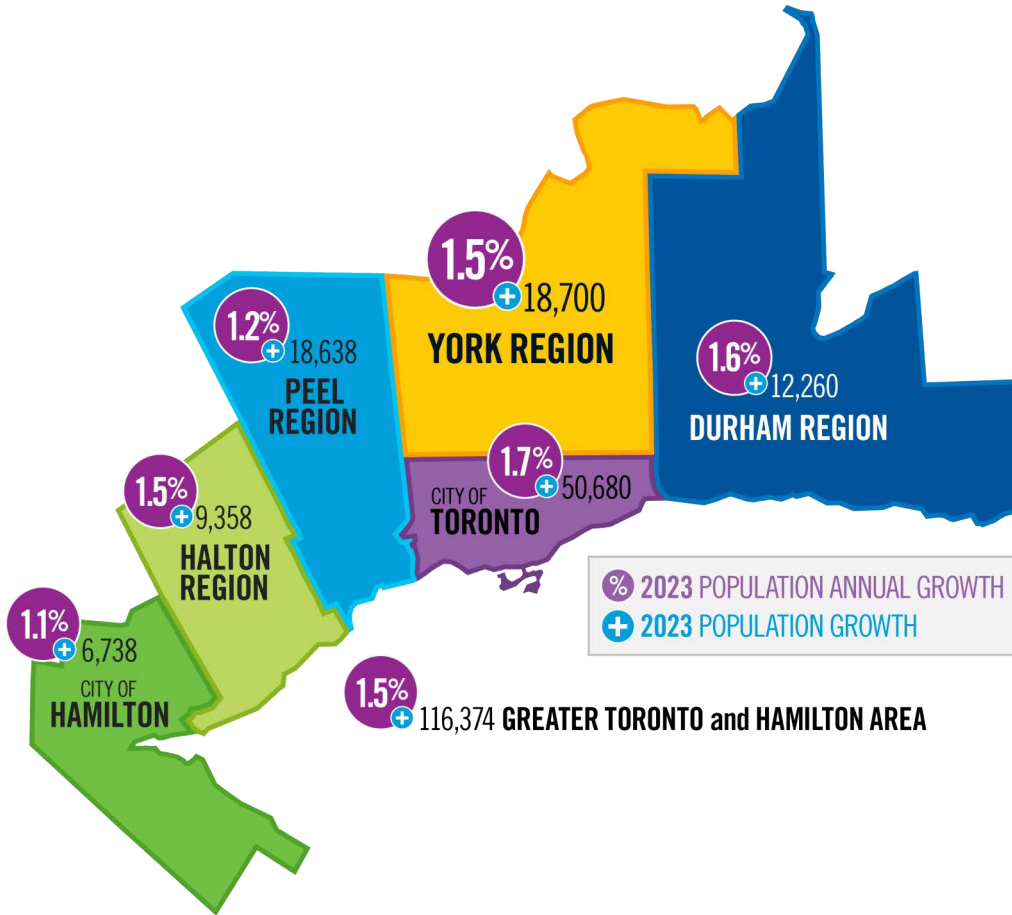 1.5%
+ 18,700
YORK REGION
1.2%
+ 18,638
PEEL
REGION
1.6%
+ 12,260
DURHAM REGION
1.7%
+ 50,680
CITY OF
TORONTO
1.5%
+ 9,358
HALTON
REGION
1.1%
+ 6,738
CITY OF
HAMILTON
% 2023 POPULATION ANNUAL GROWTH
+ 2023 POPULATION GROWTH
1.5%
+ 116,374 GREATER TORONTO and HAMILTON AREA